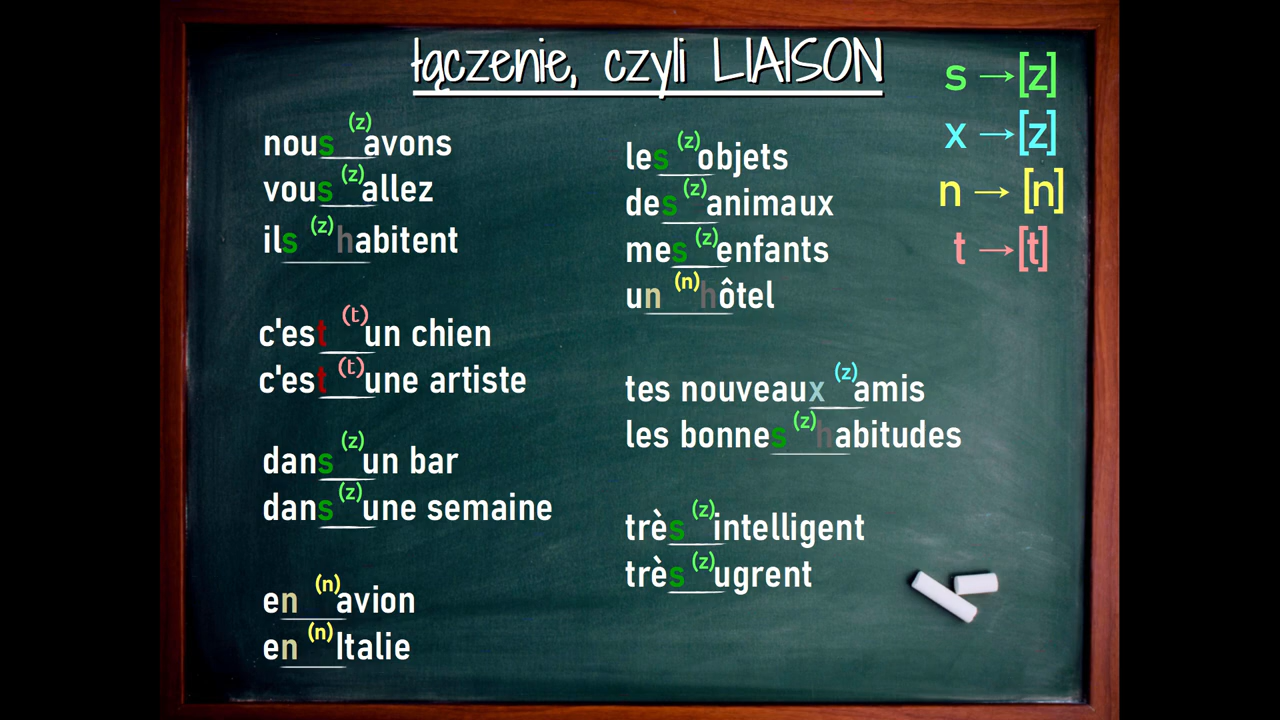 łączenie, czyli LIAISON
s → [z]
x → [z]
n → [n]
t → [t]
nous (z) avons
vous (z) allez
ils (z) habitent
c'est (t) un chien
c'est (t) une artiste
dans (z) un bar
dans (z) une semaine
en (n) avion
en (n) Italie
les (z) objets
des (z) animaux
mes (z) enfants
un (n) hôtel
tes nouveaux (z) amis
les bonnes (z) habitudes
très (z) intelligent
très (z) ugrent